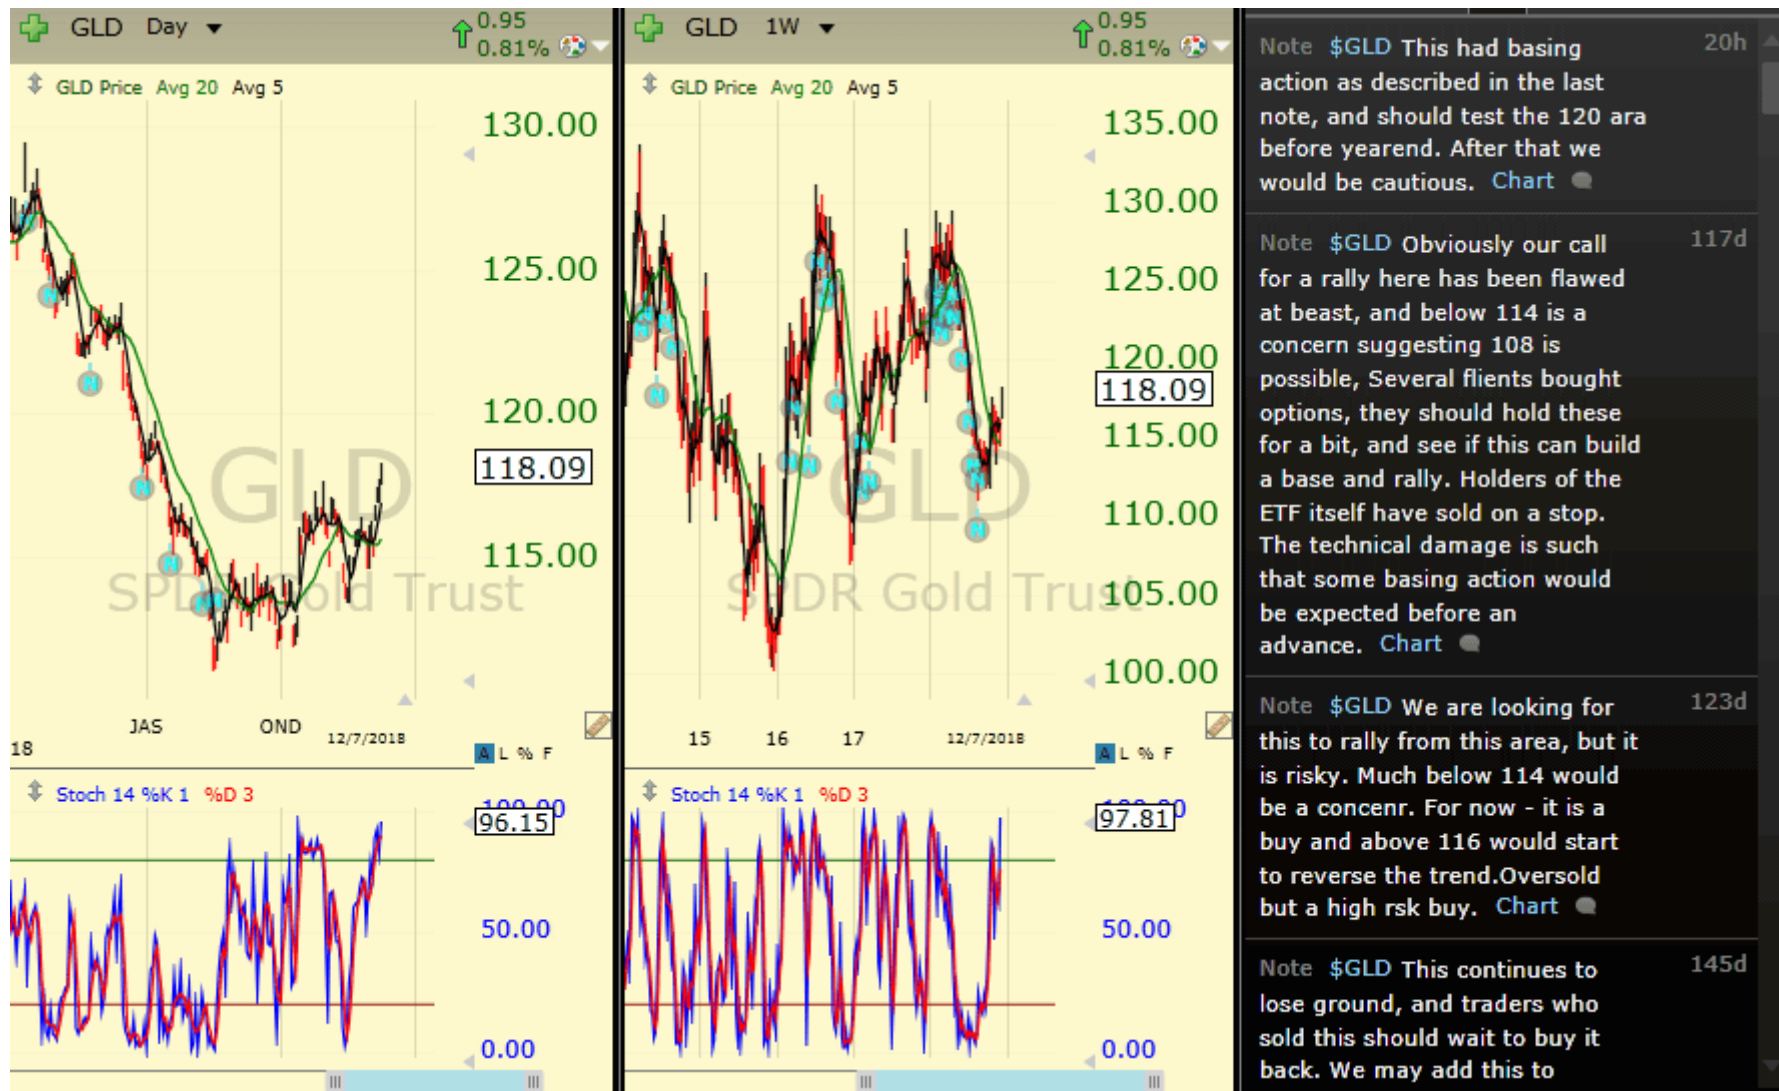 GLD Day
0.95
0.81%
GLD Price Avg 20 Avg 5
130.00
125.00
120.00
118.09
115.00
GLD
SPDR Gold Trust
18
JAS
OND
12/7/2018
A L % F
Stoch 14 %K 1 %D 3
100.00
96.15
50.00
0.00
N
N
N
N
N
GLD 1W
0.95
0.81%
GLD Price Avg 20 Avg 5
135.00
130.00
125.00
120.00
118.09
115.00
110.00
105.00
100.00
GLD
SPDR Gold Trust
15
16
17
12/7/2018
A L % F
Stoch 14 %K 1 %D 3
100.00
97.81
50.00
0.00
N
N
N
N
N
Note $GLD This had basing 20h
action as described in the last
note, and should test the 120 ara
before yearend. After that we
would be cautious. Chart
Note $GLD Obviously our call 117d
for a rally here has been flawed
at beast, and below 114 is a
concern suggesting 108 is
possible, Several flients bought
options, they should hold these
for a bit, and see if this can build
a base and rally. Holders of the
ETF itself have sold on a stop.
The technical damage is such
that some basing action would
be expected before an
advance. Chart
Note $GLD We are looking for 123d
this to rally from this area, but it
is risky. Much below 114 would
be a concenr. For now - it is a
buy and above 116 would start
to reverse the trend.Oversold
but a high rsk buy. Chart
Note $GLD This continues to 145d
lose ground, and traders who
sold this should wait to buy it
back. We may add this to